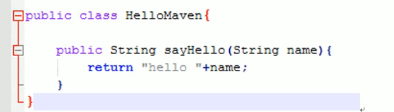 public class HelloMaven{
public String sayHello(String name){
return "hello "+name;
}
}